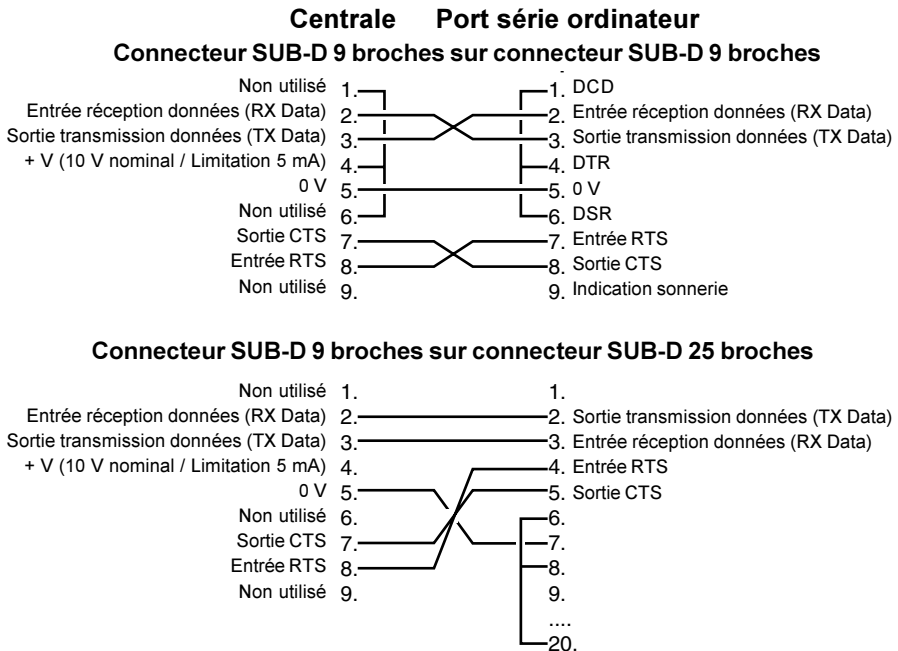 Centrale Port série ordinateur
Connecteur SUB-D 9 broches sur connecteur SUB-D 9 broches
Non utilisé 1. 1. DCD
Entrée réception données (RX Data) 2. 2. Entrée réception données (RX Data)
Sortie transmission données (TX Data) 3. 3. Sortie transmission données (TX Data)
+ V (10 V nominal / Limitation 5 mA) 4. 4. DTR
0 V 5. 5. 0 V
Non utilisé 6. 6. DSR
Sortie CTS 7. 7. Entrée RTS
Entrée RTS 8. 8. Sortie CTS
Non utilisé 9. 9. Indication sonnerie
Connecteur SUB-D 9 broches sur connecteur SUB-D 25 broches
Non utilisé 1. 1.
Entrée réception données (RX Data) 2. 2. Sortie transmission données (TX Data)
Sortie transmission données (TX Data) 3. 3. Entrée réception données (RX Data)
+ V (10 V nominal / Limitation 5 mA) 4. 4. Entrée RTS
0 V 5. 5. Sortie CTS
Non utilisé 6. 6.
Sortie CTS 7. 7.
Entrée RTS 8. 8.
Non utilisé 9. 9.
....
20.